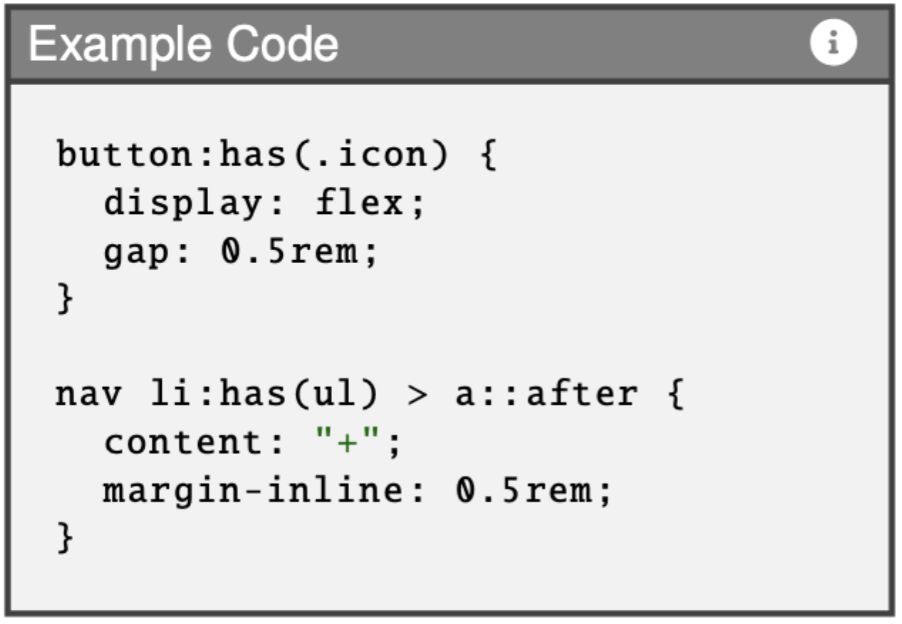 Example Code
button:has(.icon) {
  display: flex;
  gap: 0.5rem;
}
nav li:has(ul) > a::after {
  content: "+";
  margin-inline: 0.5rem;
}